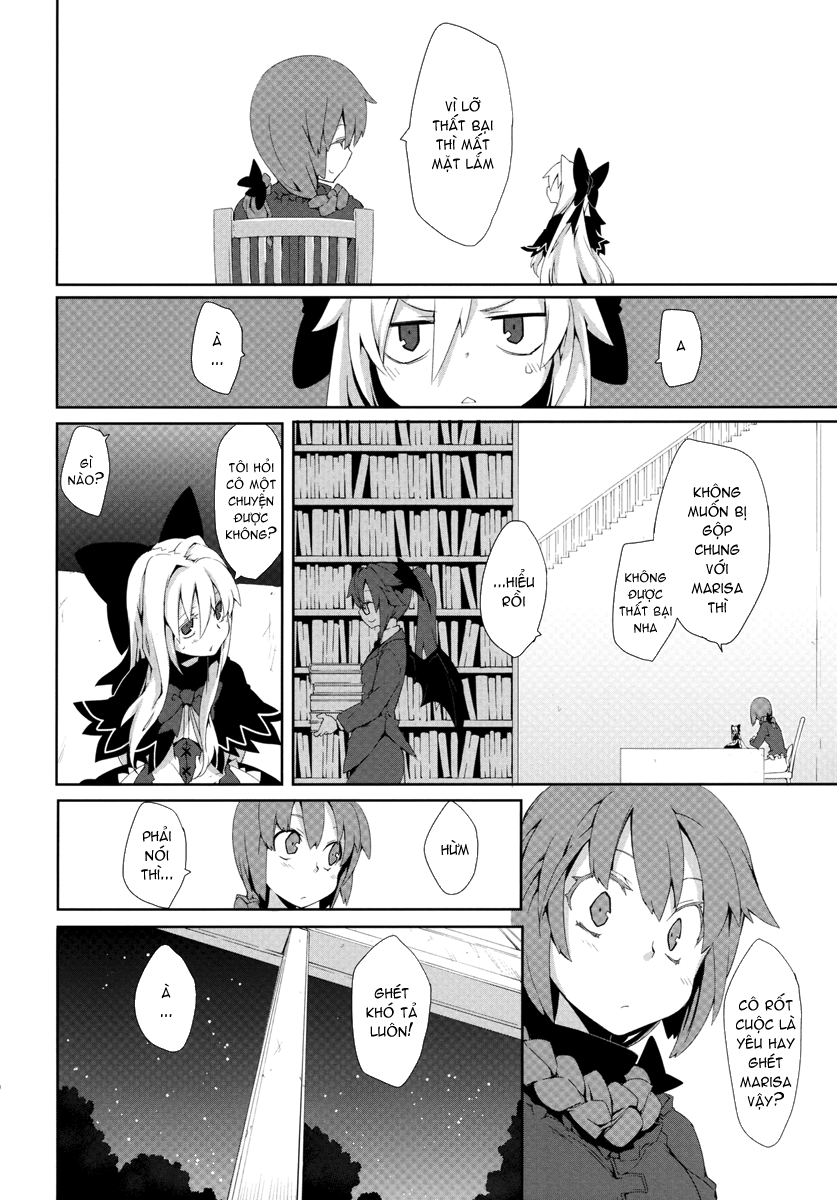 VÌ LỠ
THẤT BẠI
THÌ MẤT
MẶT LẮM
A
À
...
KHÔNG
MUỐN BỊ
GỘP
CHUNG
VỚI
MARISA
THÌ
KHÔNG
ĐƯỢC
THẤT BẠI
NHA
...HIỂU
RỒI
TÔI HỎI
CÔ MỘT
CHUYỆN
ĐƯỢC
KHÔNG?
GÌ
NÀO?
CÔ RỐT
CUỘC LÀ
YÊU HAY
GHÉT
MARISA
VẬY?
HỪM
PHẢI
NÓI
THÌ...
GHÉT
KHÓ TẢ
LUÔN!
À
...